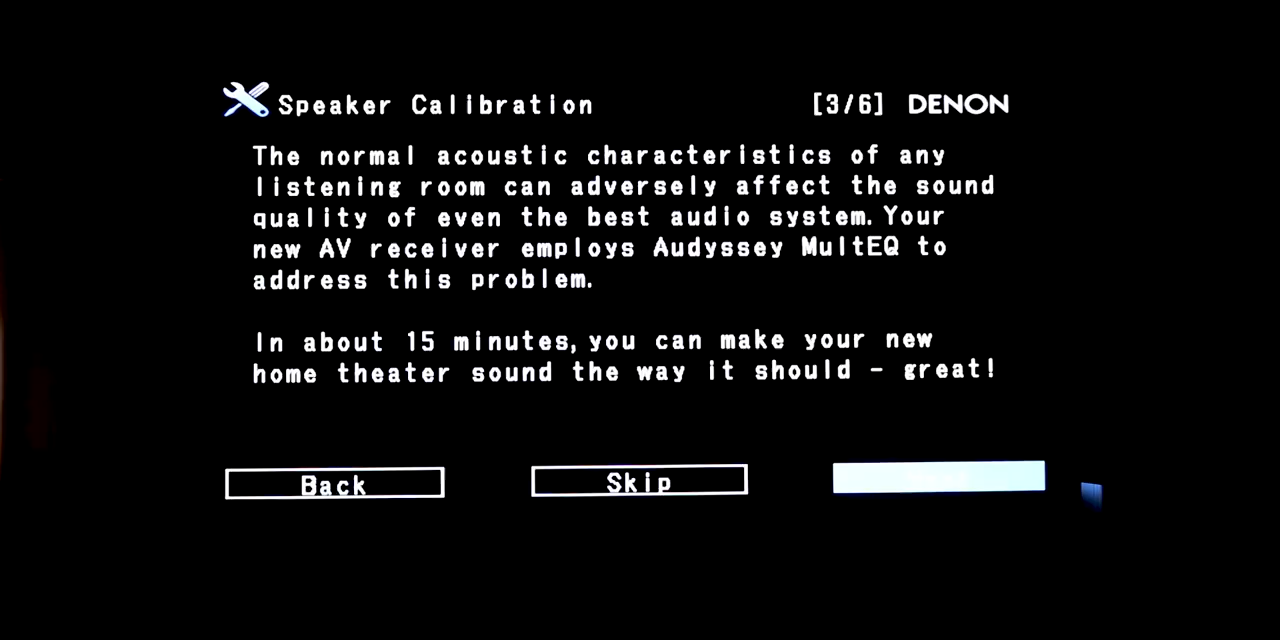 Speaker Calibration [3/6] DENON
The normal acoustic characteristics of any
listening room can adversely affect the sound
quality of even the best audio system. Your
new AV receiver employs Audyssey MultEQ to
address this problem.
In about 15 minutes, you can make your new
home theater sound the way it should - great!
Back Skip